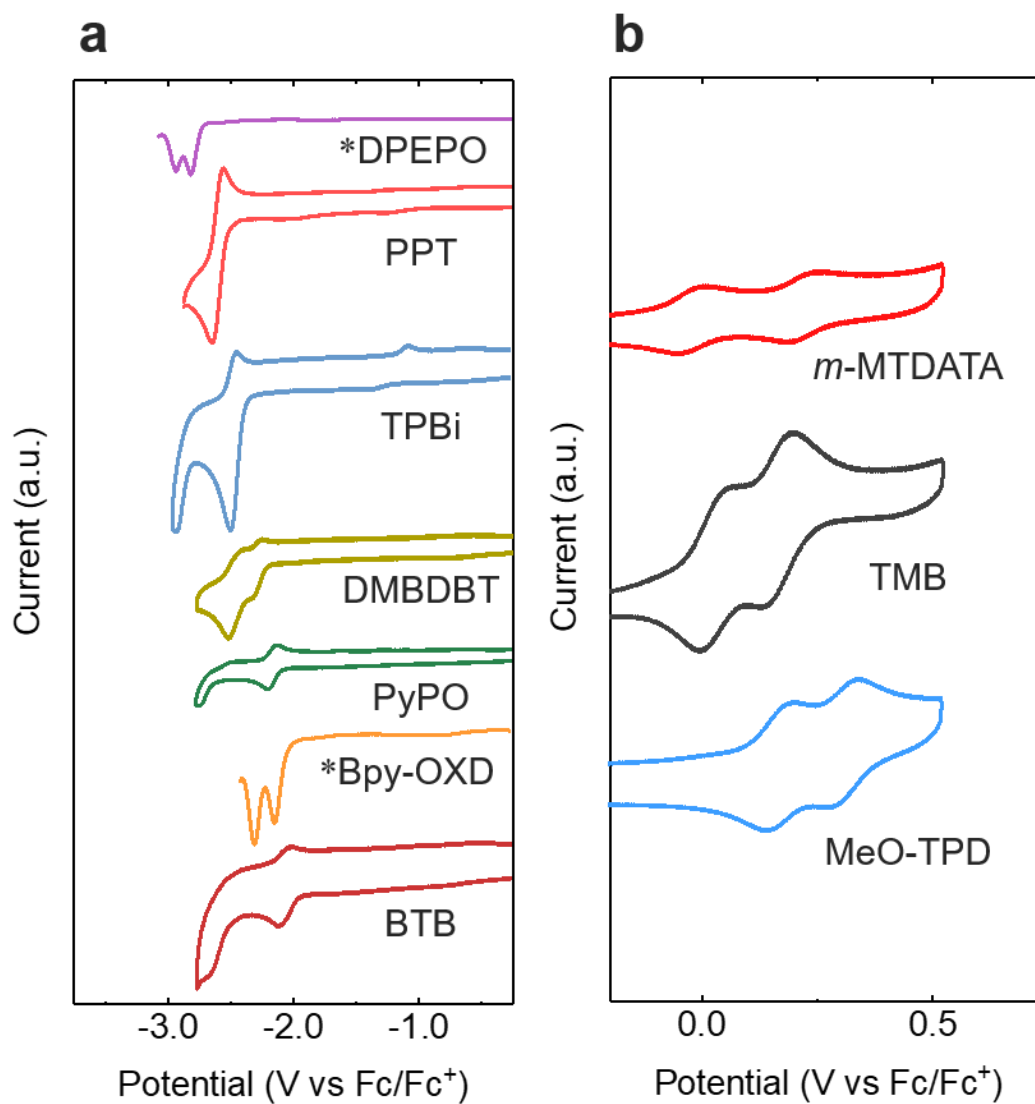 a
*DPEPO
PPT
TPBi
DMBDBT
PyPO
*Bpy-OXD
BTB
Current (a.u.)
-3.0 -2.0 -1.0
Potential (V vs Fc/Fc⁺)
b
m-MTDATA
TMB
MeO-TPD
Current (a.u.)
0.0 0.5
Potential (V vs Fc/Fc⁺)